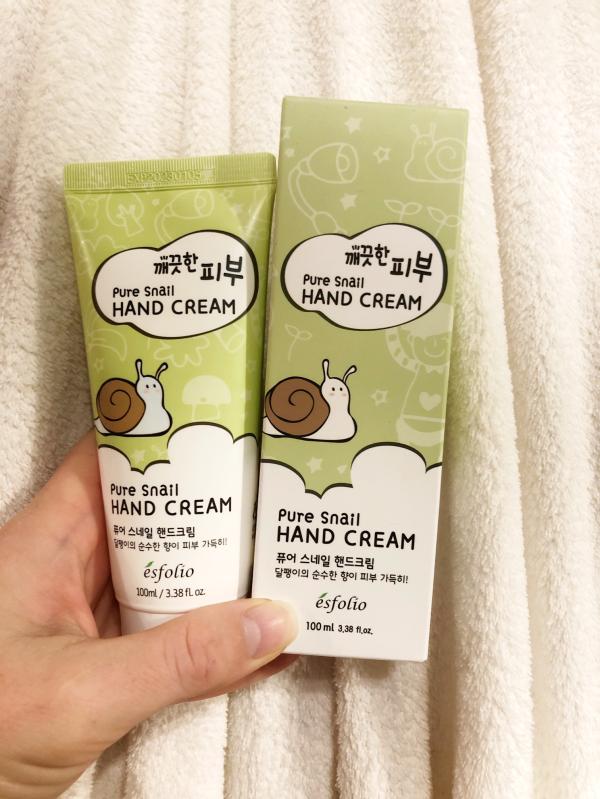 깨끗한 피부
Pure Snail
HAND CREAM
Pure Snail
HAND CREAM
퓨어 스네일 핸드크림
달팽이의 순수한 향이 피부 가득히!
esfolio
100ml / 3.38 fl.oz.
깨끗한 피부
Pure Snail
HAND CREAM
Pure Snail
HAND CREAM
퓨어 스네일 핸드크림
달팽이의 순수한 향이 피부 가득히!
esfolio
100 ml 3.38 fl.oz.